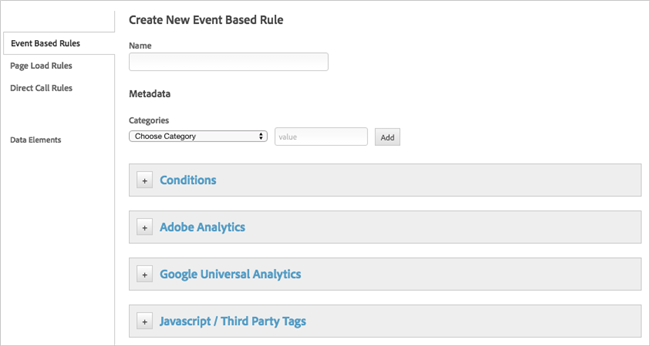 Create New Event Based Rule
Event Based Rules
Page Load Rules
Direct Call Rules
Data Elements
Name
Metadata
Categories
Choose Category
value
Add
+ Conditions
+ Adobe Analytics
+ Google Universal Analytics
+ Javascript / Third Party Tags